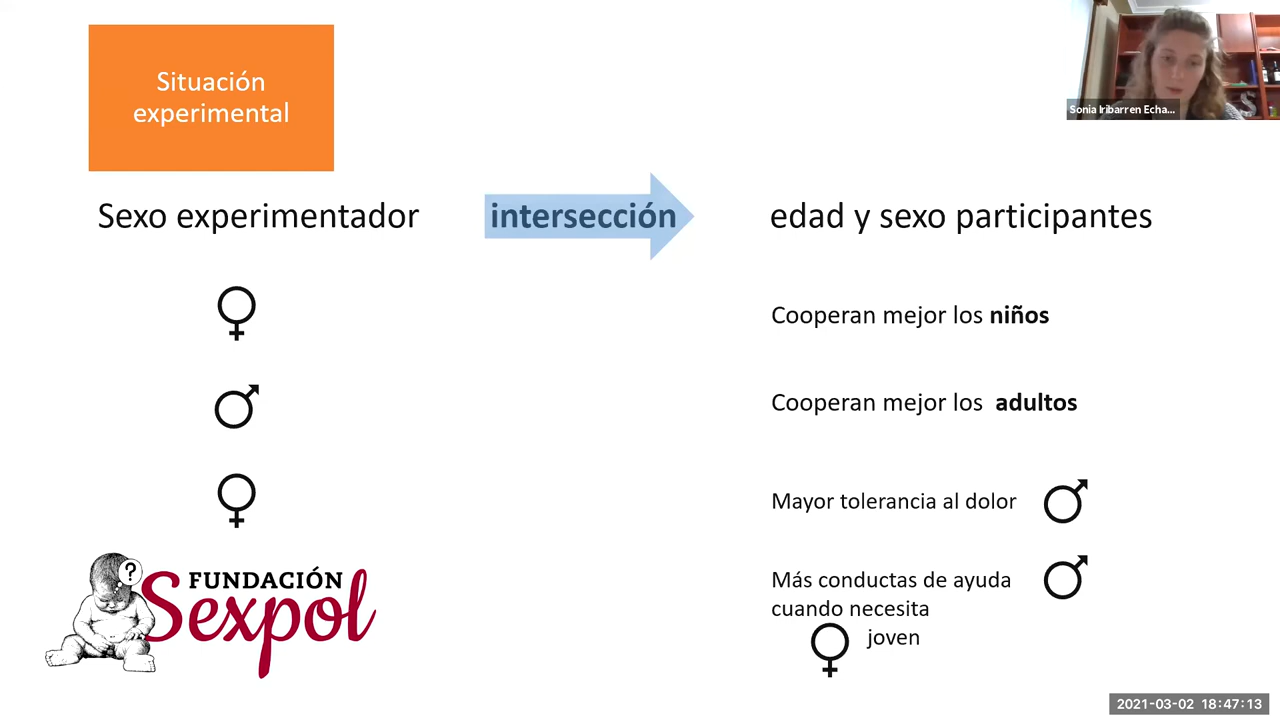 Situación
experimental
Sonia Iribarren Echa...
Sexo experimentador
intersección
edad y sexo participantes
Cooperan mejor los niños
Cooperan mejor los adultos
Mayor tolerancia al dolor
Más conductas de ayuda
cuando necesita
joven
?
FUNDACIÓN
Sexpol
2021-03-02 18:47:13